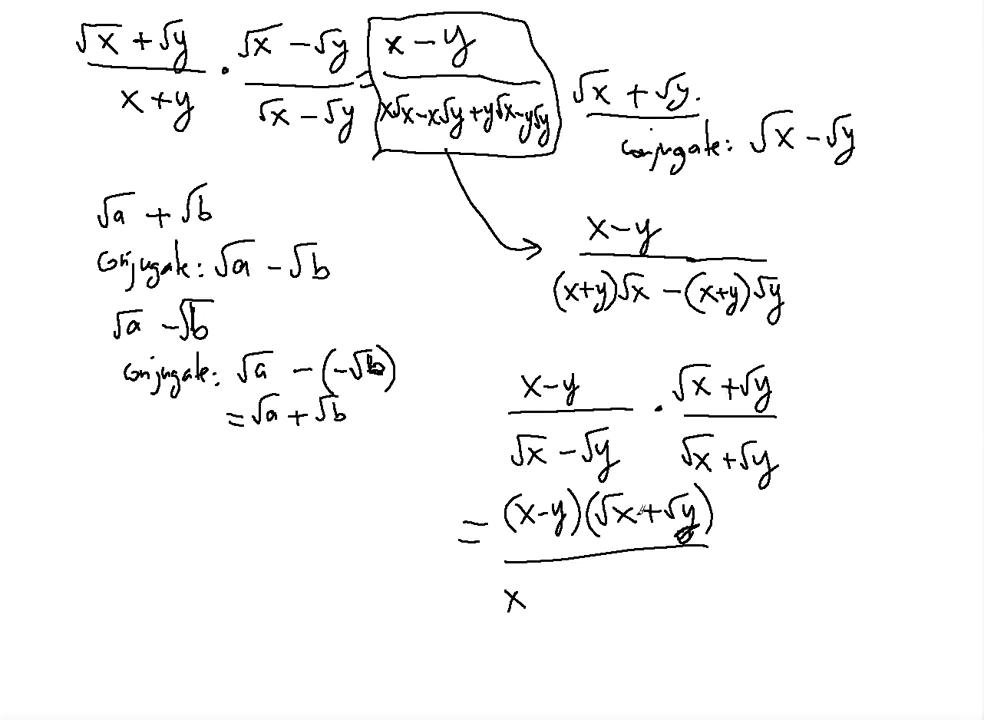 (√x + √y)/(x + y) · (√x − √y)/(√x − √y) = (x − y)/(x√x − x√y + y√x − y√y)
√x + √y.
conjugate: √x − √y
√a + √b
conjugate: √a − √b
√a − √b
conjugate: √a − (−√b)
= √a + √b
(x − y)/((x+y)√x − (x+y)√y)
(x − y)/(√x − √y) · (√x + √y)/(√x + √y)
= (x − y)(√x + √y)
x